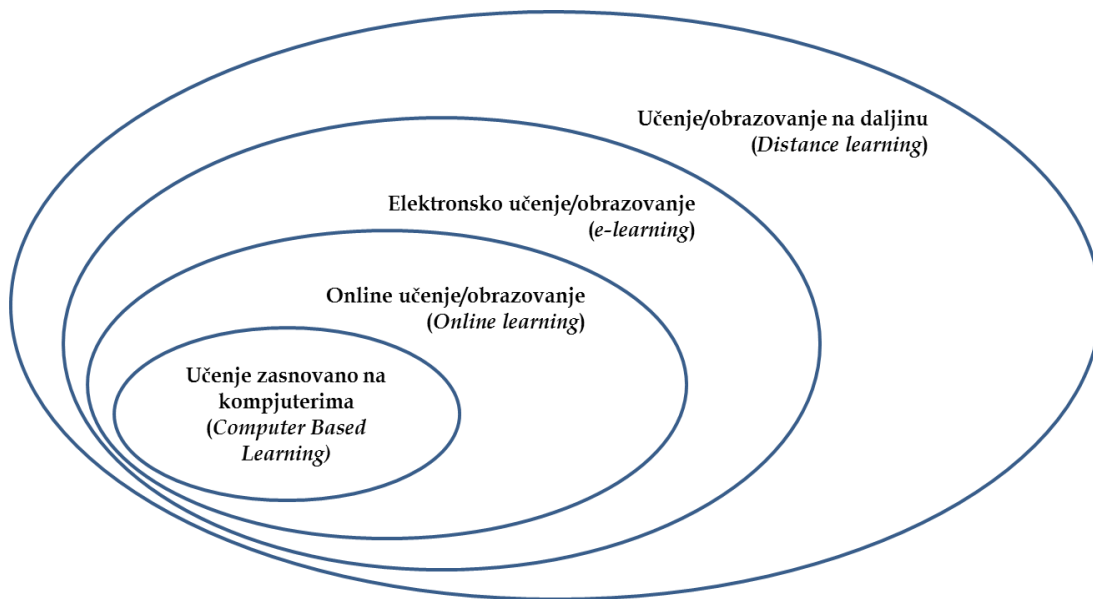 Učenje/obrazovanje na daljinu
(Distance learning)
Elektronsko učenje/obrazovanje
(e-learning)
Online učenje/obrazovanje
(Online learning)
Učenje zasnovano na
kompjuterima
(Computer Based
Learning)